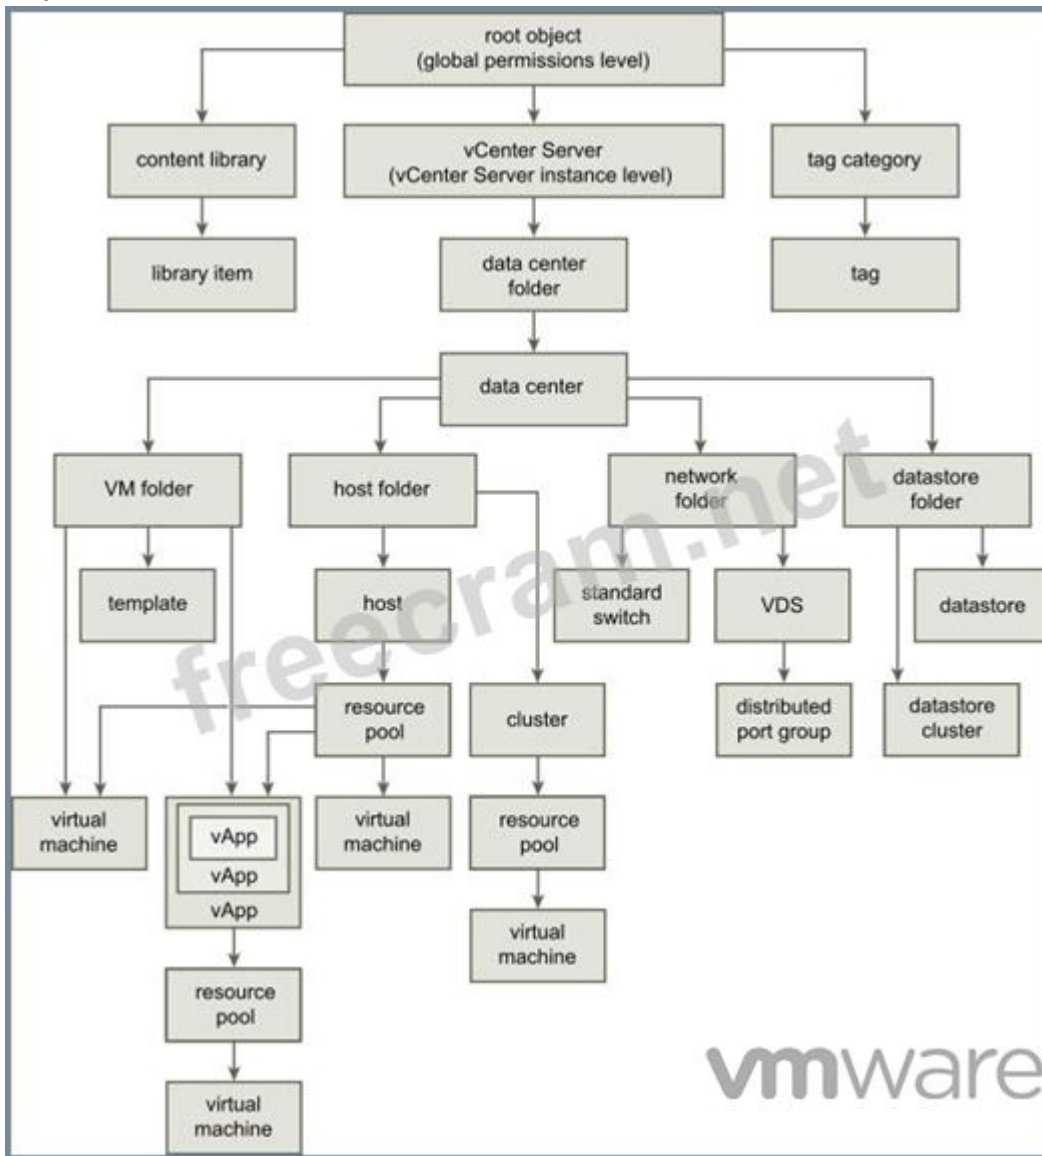 root object
(global permissions level)
content library
vCenter Server
(vCenter Server instance level)
tag category
library item
data center
folder
tag
data center
VM folder
host folder
network
folder
datastore
folder
template
host
standard
switch
VDS
datastore
resource
pool
cluster
distributed
port group
datastore
cluster
virtual
machine
vApp
vApp
vApp
virtual
machine
resource
pool
virtual
machine
resource
pool
virtual
machine
freecram.net
vmware